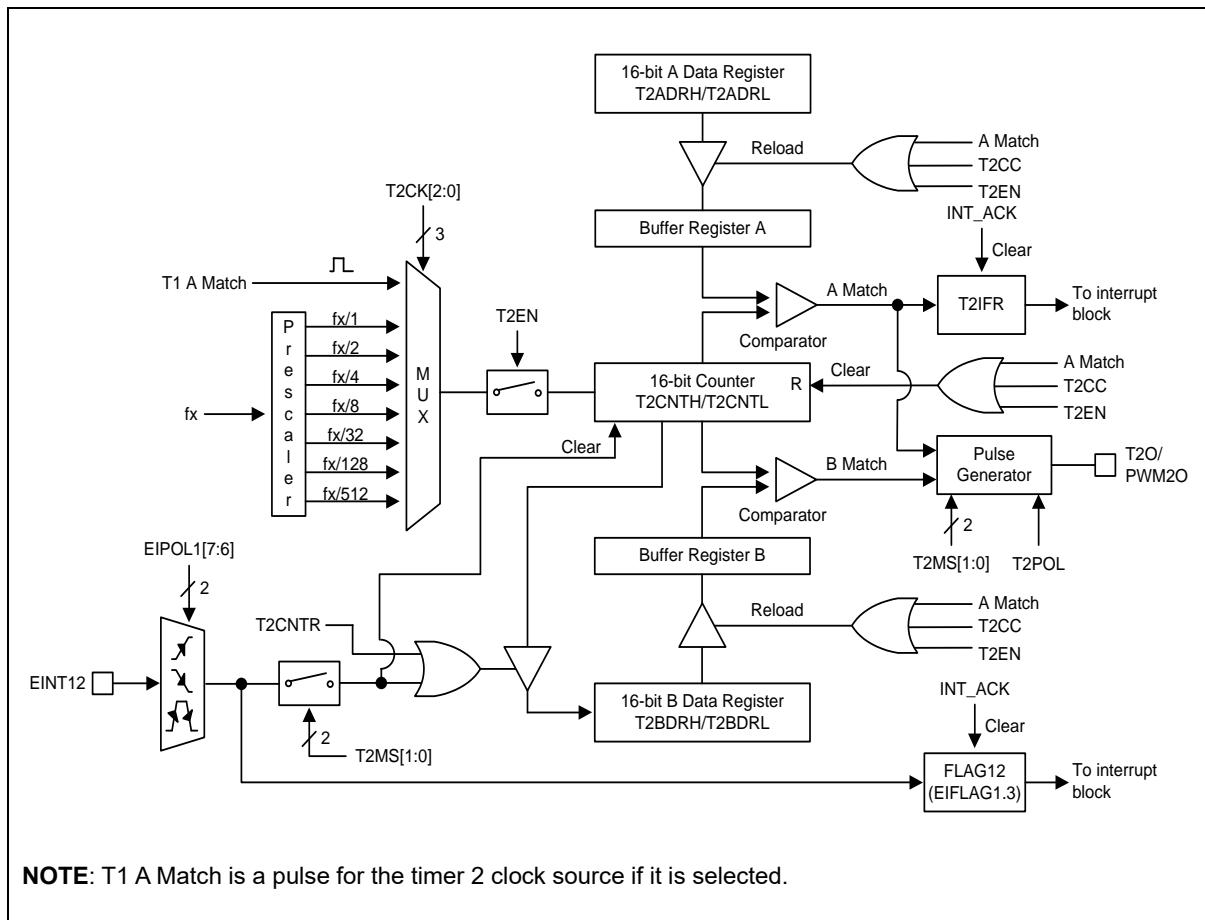 16-bit A Data Register
T2ADRH/T2ADRL
Reload
A Match
T2CC
T2EN
T2CK[2:0]
3
Buffer Register A
INT_ACK
Clear
T1 A Match
A Match
T2IFR
To interrupt
block
Comparator
Prescaler
fx/1
fx/2
fx/4
fx/8
fx/32
fx/128
fx/512
fx
MUX
T2EN
16-bit Counter
T2CNTH/T2CNTL
R
Clear
A Match
T2CC
T2EN
Clear
B Match
Comparator
Pulse
Generator
T2O/
PWM2O
2
T2MS[1:0]
T2POL
Buffer Register B
EIPOL1[7:6]
2
Reload
A Match
T2CC
T2EN
T2CNTR
EINT12
16-bit B Data Register
T2BDRH/T2BDRL
2
T2MS[1:0]
INT_ACK
Clear
FLAG12
(EIFLAG1.3)
To interrupt
block
NOTE: T1 A Match is a pulse for the timer 2 clock source if it is selected.